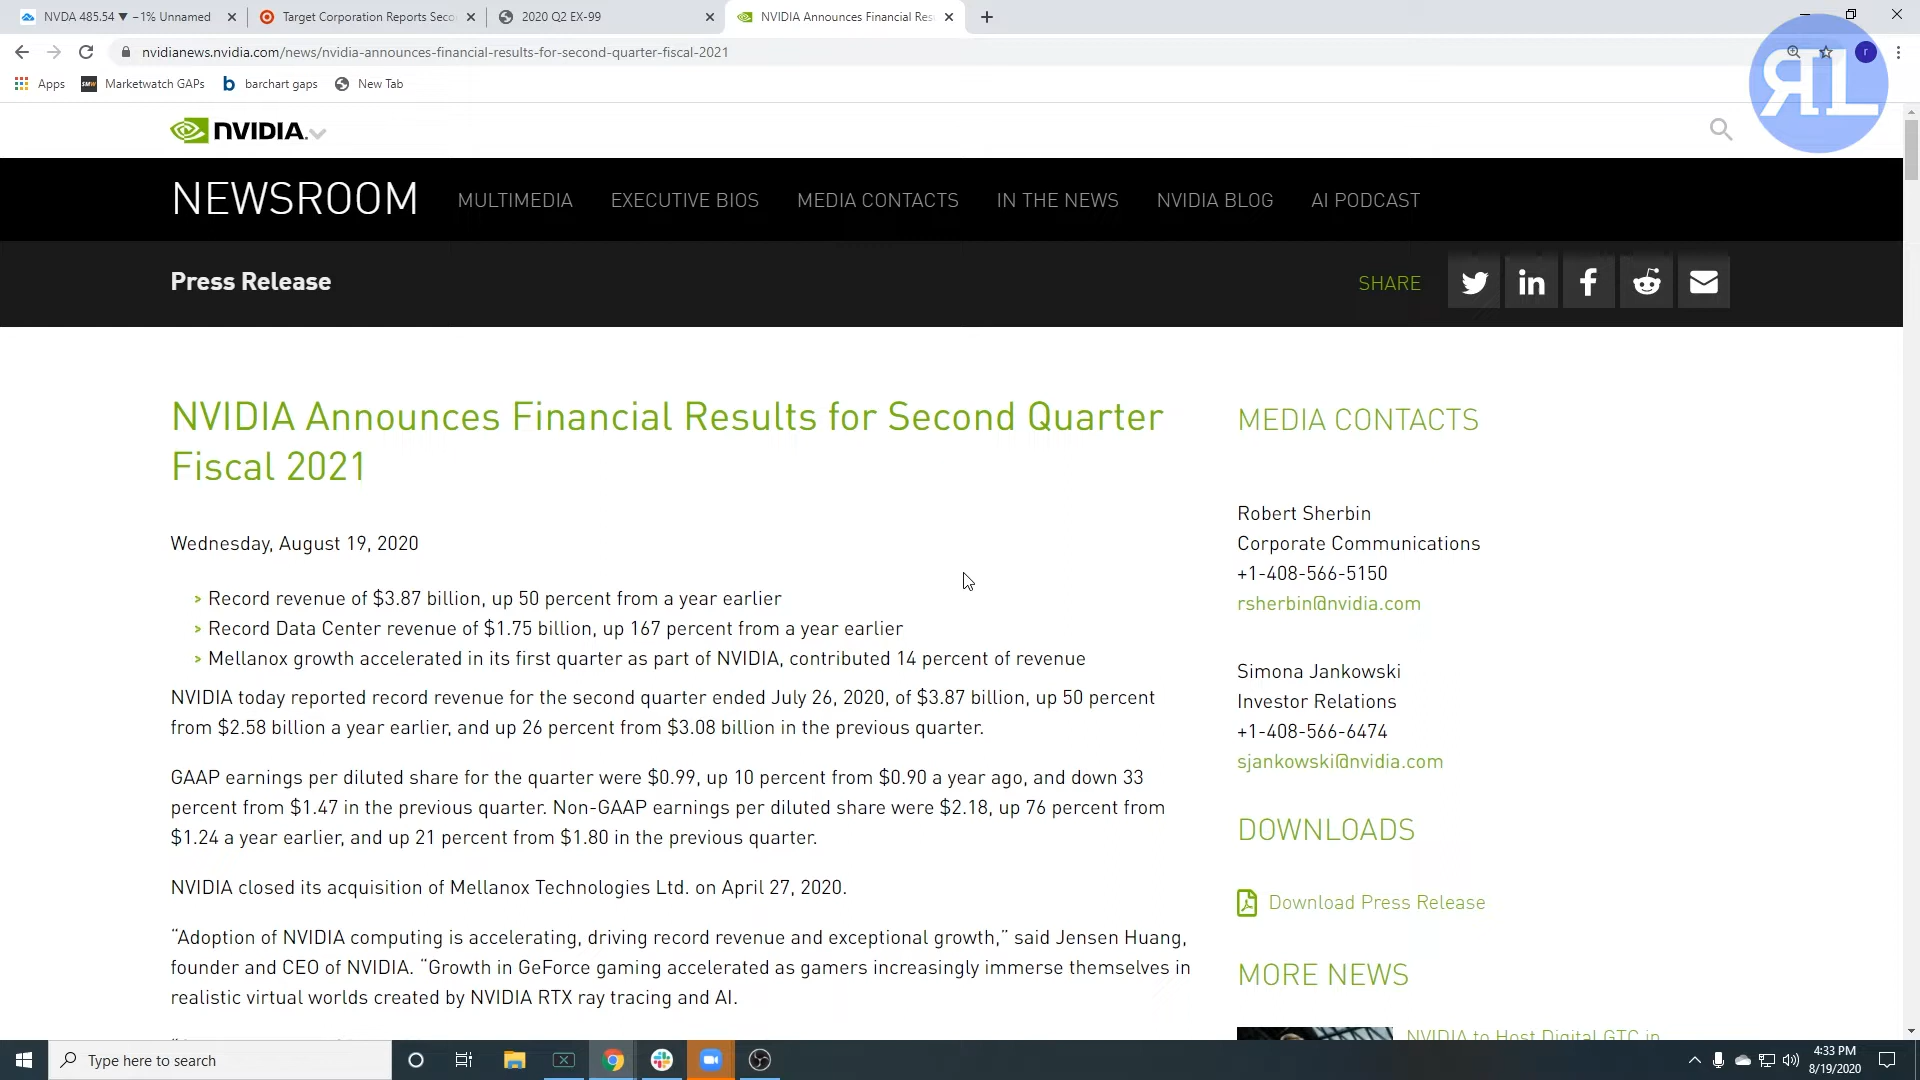 NVDA 485.54 ▼ −1% Unnamed
Target Corporation Reports Seco
2020 Q2 EX-99
NVIDIA Announces Financial Res
nvidianews.nvidia.com/news/nvidia-announces-financial-results-for-second-quarter-fiscal-2021
r
Apps
SMW
Marketwatch GAPs
b
barchart gaps
New Tab
RL
NVIDIA.
NEWSROOM
MULTIMEDIA
EXECUTIVE BIOS
MEDIA CONTACTS
IN THE NEWS
NVIDIA BLOG
AI PODCAST
Press Release
SHARE
NVIDIA Announces Financial Results for Second Quarter
Fiscal 2021
Wednesday, August 19, 2020
> Record revenue of $3.87 billion, up 50 percent from a year earlier
> Record Data Center revenue of $1.75 billion, up 167 percent from a year earlier
> Mellanox growth accelerated in its first quarter as part of NVIDIA, contributed 14 percent of revenue
NVIDIA today reported record revenue for the second quarter ended July 26, 2020, of $3.87 billion, up 50 percent
from $2.58 billion a year earlier, and up 26 percent from $3.08 billion in the previous quarter.
GAAP earnings per diluted share for the quarter were $0.99, up 10 percent from $0.90 a year ago, and down 33
percent from $1.47 in the previous quarter. Non-GAAP earnings per diluted share were $2.18, up 76 percent from
$1.24 a year earlier, and up 21 percent from $1.80 in the previous quarter.
NVIDIA closed its acquisition of Mellanox Technologies Ltd. on April 27, 2020.
“Adoption of NVIDIA computing is accelerating, driving record revenue and exceptional growth,” said Jensen Huang,
founder and CEO of NVIDIA. “Growth in GeForce gaming accelerated as gamers increasingly immerse themselves in
realistic virtual worlds created by NVIDIA RTX ray tracing and AI.
MEDIA CONTACTS
Robert Sherbin
Corporate Communications
+1-408-566-5150
rsherbin@nvidia.com
Simona Jankowski
Investor Relations
+1-408-566-6474
sjankowski@nvidia.com
DOWNLOADS
Download Press Release
MORE NEWS
NVIDIA to Host Digital GTC in
Type here to search
4:33 PM
8/19/2020